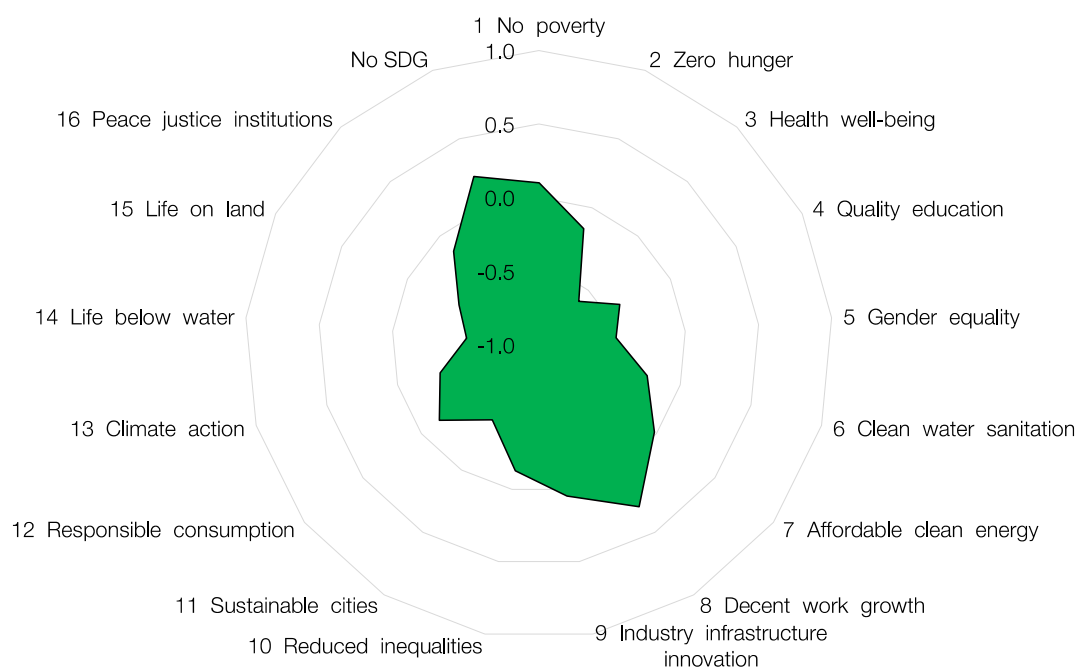 1 No poverty
1.0
No SDG
2 Zero hunger
16 Peace justice institutions
0.5
3 Health well-being
15 Life on land
0.0
4 Quality education
-0.5
14 Life below water
5 Gender equality
-1.0
13 Climate action
6 Clean water sanitation
12 Responsible consumption
7 Affordable clean energy
11 Sustainable cities
8 Decent work growth
10 Reduced inequalities
9 Industry infrastructure
innovation